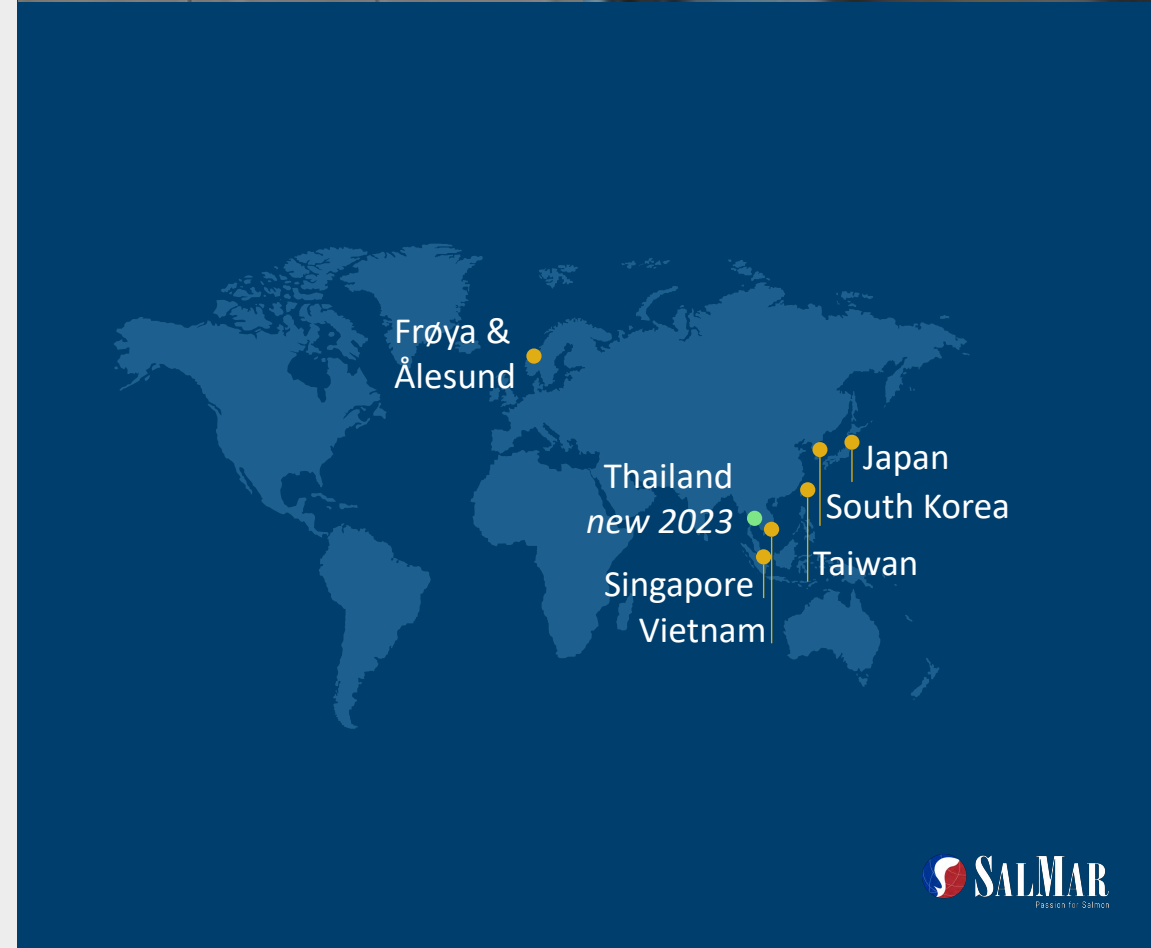 Frøya &
Ålesund
Japan
Thailand
new 2023
South Korea
Taiwan
Singapore
Vietnam
SALMAR
Passion for Salmon